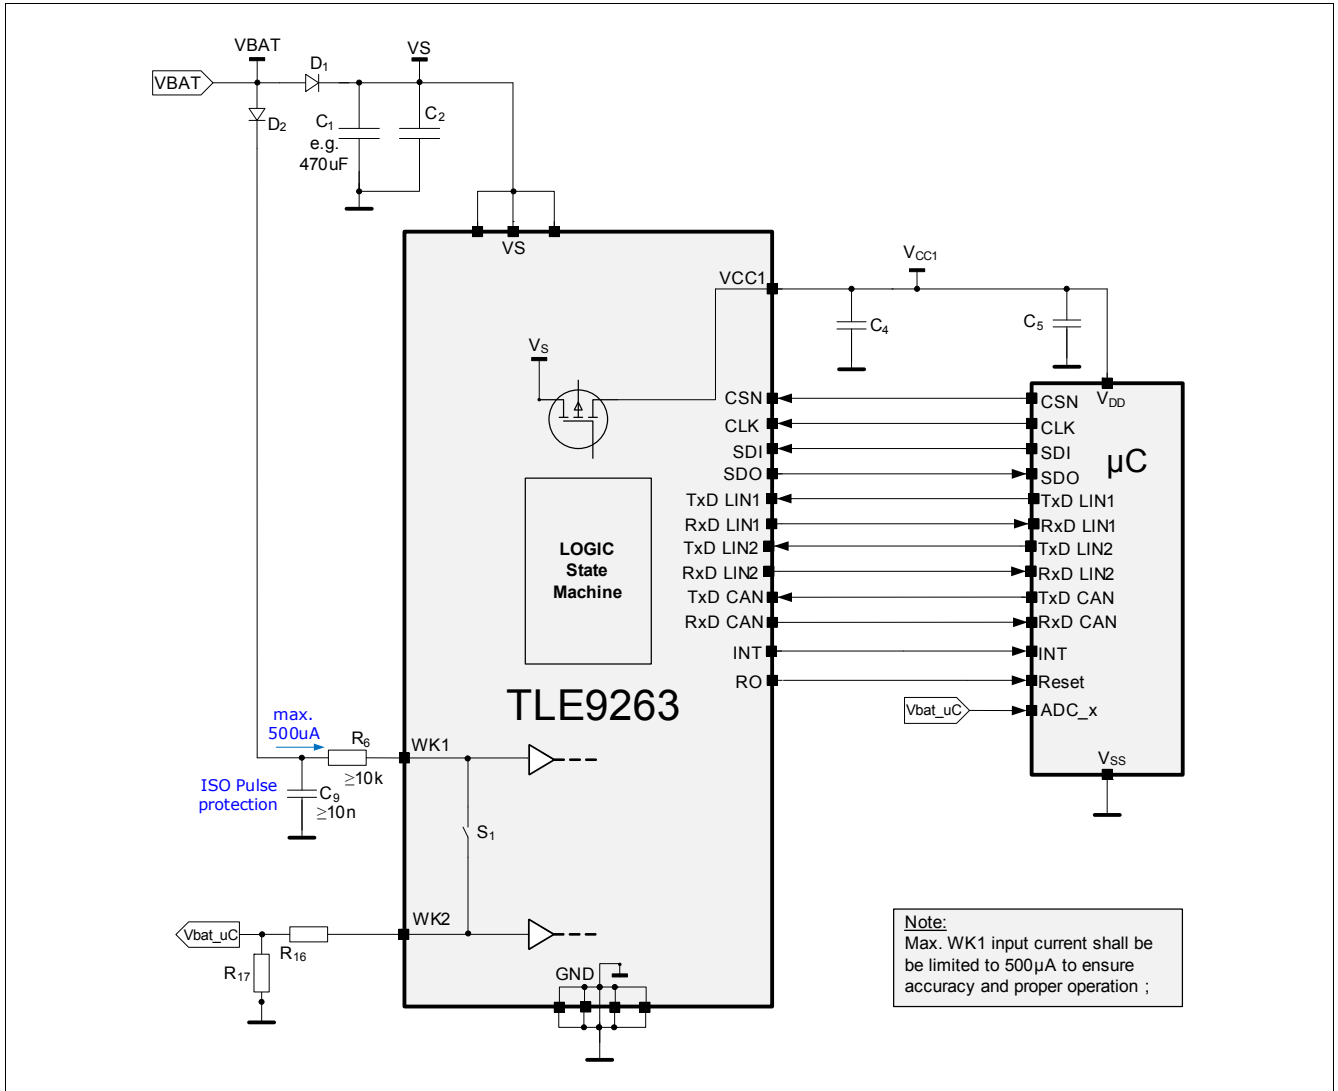 VBAT
VS
VBAT
D1
D2
C1
e.g.
470uF
C2
VS
VCC1
VCC1
C4
C5
VS
CSN
CLK
SDI
SDO
TxD LIN1
RxD LIN1
TxD LIN2
RxD LIN2
TxD CAN
RxD CAN
INT
RO
CSN
VDD
CLK
SDI
µC
SDO
TxD LIN1
RxD LIN1
TxD LIN2
RxD LIN2
TxD CAN
RxD CAN
INT
Reset
Vbat_uC
ADC_x
VSS
LOGIC
State
Machine
TLE9263
max.
500uA
R6
≥10k
WK1
ISO Pulse
protection
C9
≥10n
S1
WK2
Vbat_uC
R16
R17
GND
Note:
Max. WK1 input current shall be
be limited to 500µA to ensure
accuracy and proper operation ;